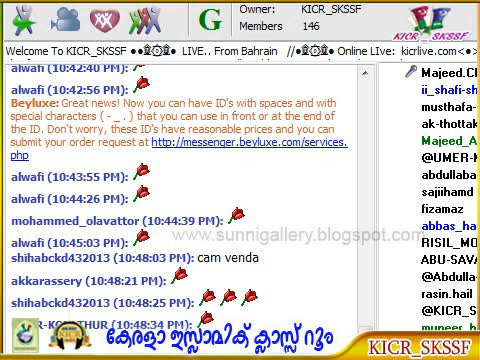 Owner: KICR_SKSSF
Members 146
KICR_SKSSF
Welcome To KICR_SKSSF ●●۩۞۩● LIVE.. From Bahrain //●۩۞۩● Online LIve: kicrlive.com<●>
alwafi (10:42:40 PM):
alwafi (10:42:56 PM):
Beyluxe: Great news! Now you can have ID's with spaces and with
special characters ( - _ . ) that you can use in front or at the end of
the ID. Don't worry, these ID's have reasonable prices and you can
submit your order request at http://messenger.beyluxe.com/services.
php
alwafi (10:43:55 PM):
alwafi (10:44:26 PM):
mohammed_olavattor (10:44:39 PM):
alwafi (10:45:03 PM):
www.sunnigallery.blogspot.com
shihabckd432013 (10:48:03 PM): cam venda
akkarassery (10:48:21 PM):
shihabckd432013 (10:48:25 PM):
(10:48:34 PM):
Majeed.CH
ii_shafi-sh
musthafa-
ak-thottak
Majeed_A
@UMER-M
abdullaba
sajiihamd
fizamaz
abbas_ha
RISIL_MO
ABU-SAVA
@Abdulla-
rasin.hail
@YUSUF
muneer_h
KICR
കേരളാ ഇസ്ലാമിക് ക്ലാസ്സ് റൂം
KICR_SKSSF